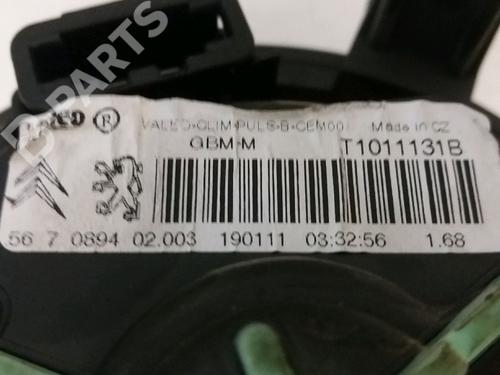 B-PARTS
VALEO ® VALEO-CLIM-PULS-B-CEM00 Made in CZ
GBM-M T1011131B
56 7 0894 02.003 190111 03:32:56 1.68